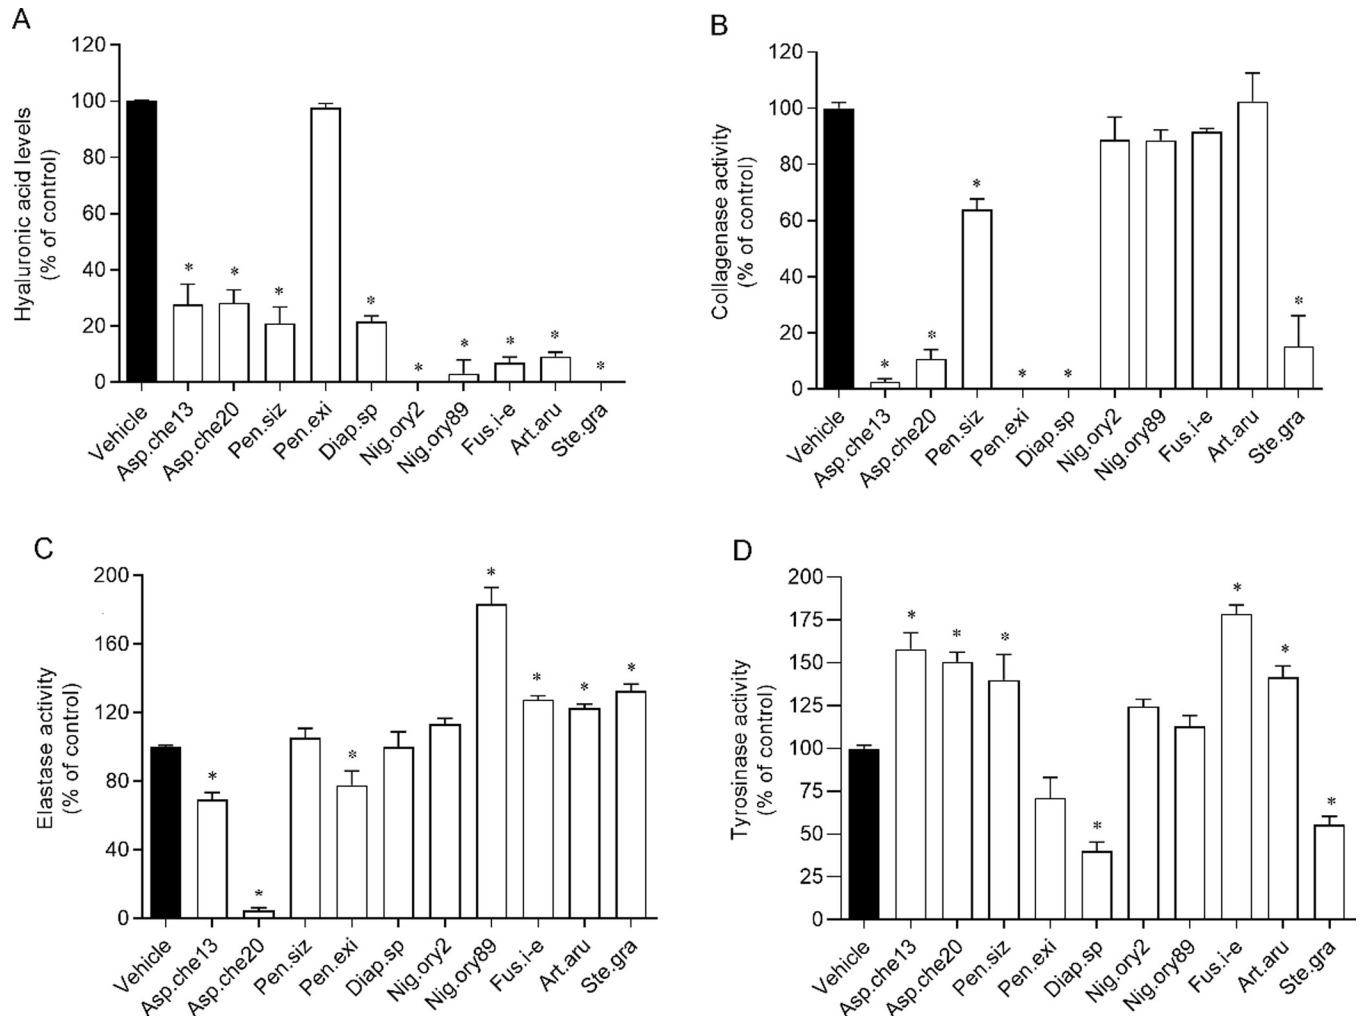 A
Hyaluronic acid levels
(% of control)
120
100
80
60
40
20
0
* * * * * * * * *
Vehicle
Asp.che13
Asp.che20
Pen.siz
Pen.exi
Diap.sp
Nig.ory2
Nig.ory89
Fus.i-e
Art.aru
Ste.gra
B
Collagenase activity
(% of control)
120
100
80
60
40
20
0
* * * * * *
Vehicle
Asp.che13
Asp.che20
Pen.siz
Pen.exi
Diap.sp
Nig.ory2
Nig.ory89
Fus.i-e
Art.aru
Ste.gra
C
Elastase activity
(% of control)
200
160
120
80
40
0
* * * * * * *
Vehicle
Asp.che13
Asp.che20
Pen.siz
Pen.exi
Diap.sp
Nig.ory2
Nig.ory89
Fus.i-e
Art.aru
Ste.gra
D
Tyrosinase activity
(% of control)
200
175
150
125
100
75
50
25
0
* * * * * * *
Vehicle
Asp.che13
Asp.che20
Pen.siz
Pen.exi
Diap.sp
Nig.ory2
Nig.ory89
Fus.i-e
Art.aru
Ste.gra